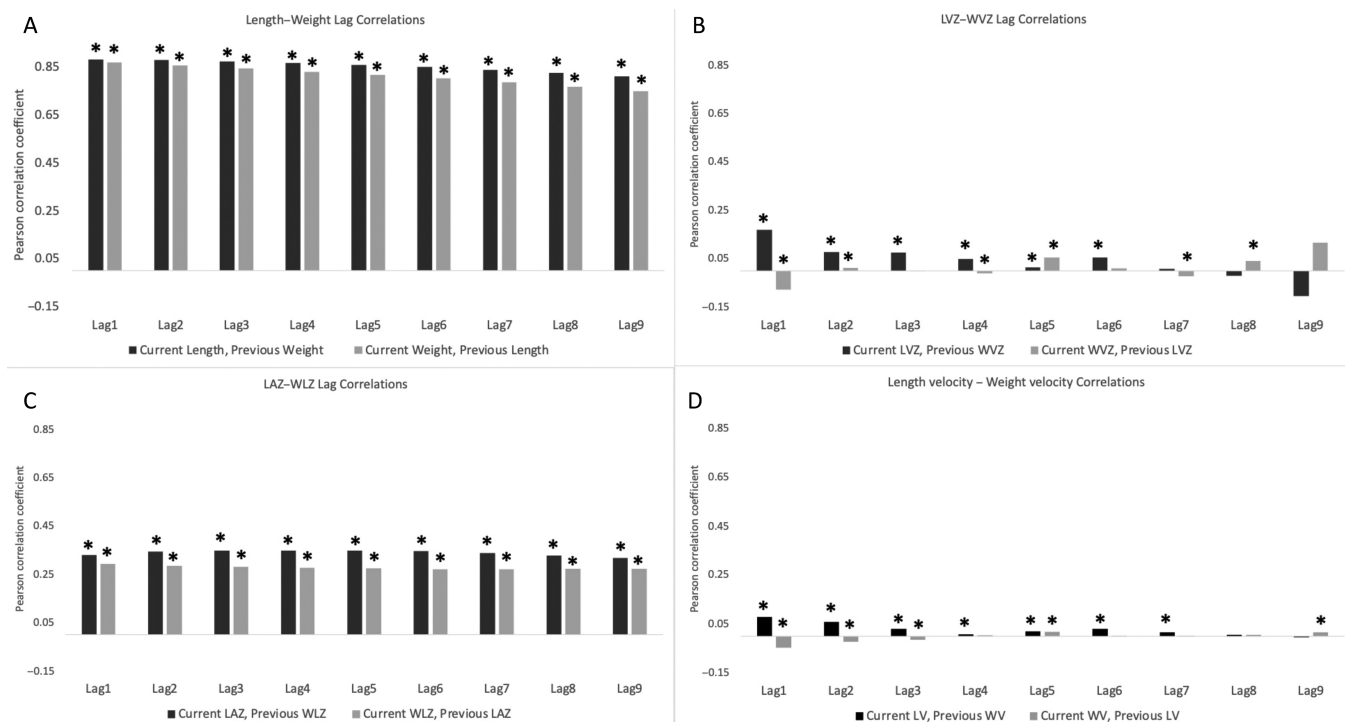 A
Length–Weight Lag Correlations
Pearson correlation coefficient
0.85
0.65
0.45
0.25
0.05
–0.15
* * * * * * * * * * * * * * * * * *
Lag1 Lag2 Lag3 Lag4 Lag5 Lag6 Lag7 Lag8 Lag9
Current Length, Previous Weight Current Weight, Previous Length
B
LVZ–WVZ Lag Correlations
Pearson correlation coefficient
0.85
0.65
0.45
0.25
0.05
–0.15
* * * * * * * * * * * * *
Lag1 Lag2 Lag3 Lag4 Lag5 Lag6 Lag7 Lag8 Lag9
Current LVZ, Previous WVZ Current WVZ, Previous LVZ
C
LAZ–WLZ Lag Correlations
Pearson correlation coefficient
0.85
0.65
0.45
0.25
0.05
–0.15
* * * * * * * * * * * * * * * * * *
Lag1 Lag2 Lag3 Lag4 Lag5 Lag6 Lag7 Lag8 Lag9
Current LAZ, Previous WLZ Current WLZ, Previous LAZ
D
Length velocity – Weight velocity Correlations
Pearson correlation coefficient
0.85
0.65
0.45
0.25
0.05
–0.15
* * * * * * * * * * * *
Lag1 Lag2 Lag3 Lag4 Lag5 Lag6 Lag7 Lag8 Lag9
Current LV, Previous WV Current WV, Previous LV